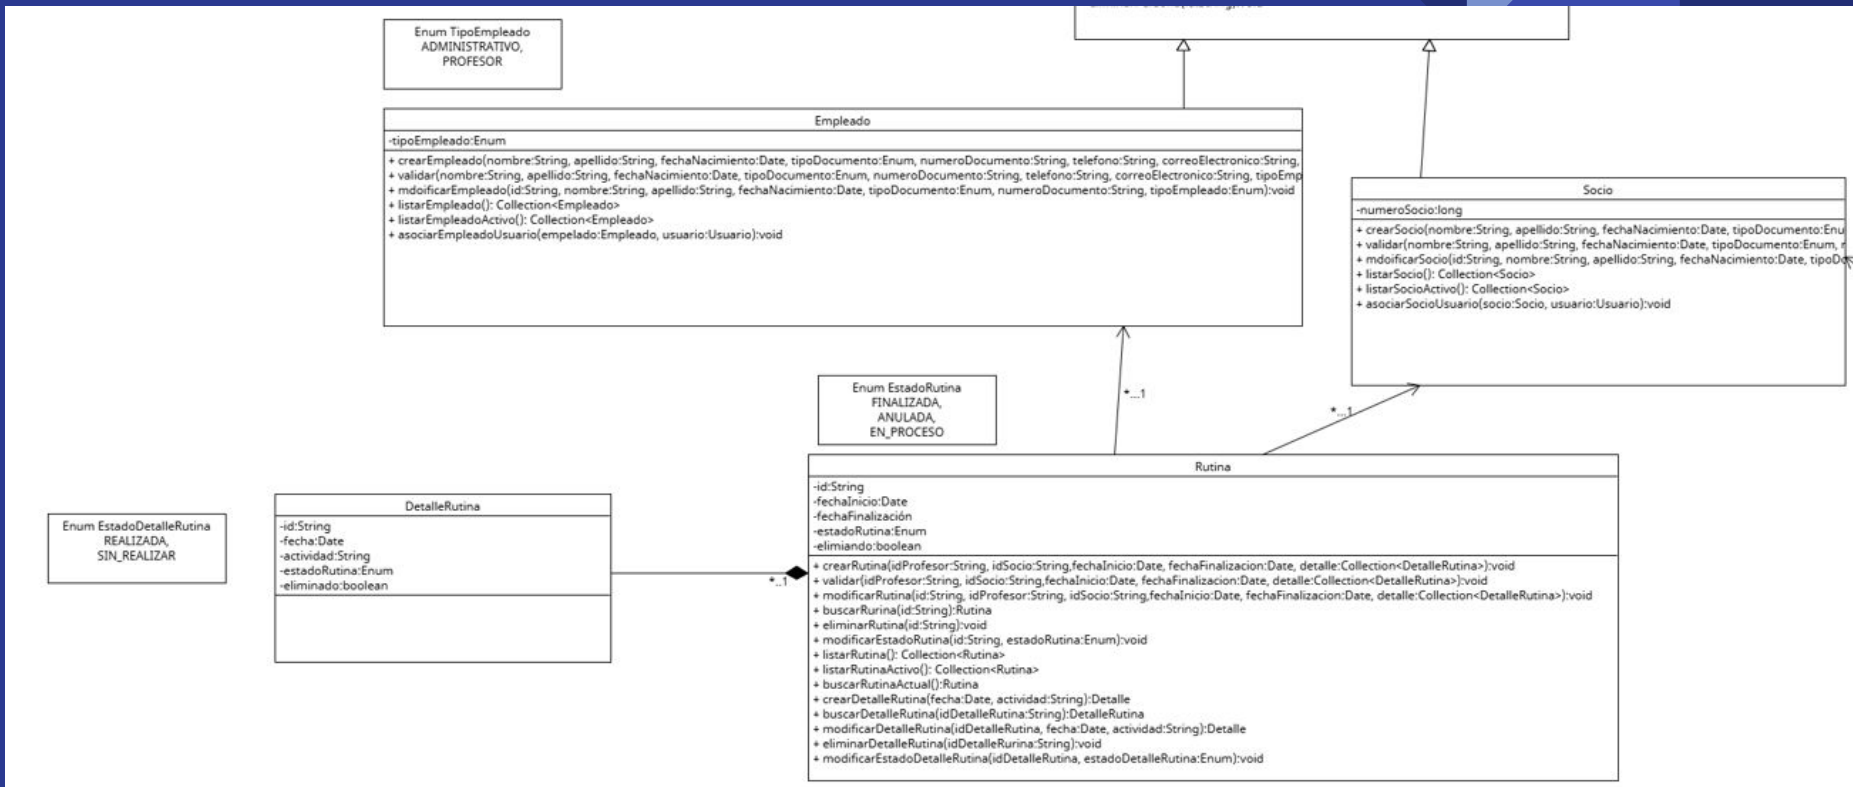 Enum TipoEmpleado
ADMINISTRATIVO,
PROFESOR
Empleado
-tipoEmpleado:Enum
+ crearEmpleado(nombre:String, apellido:String, fechaNacimiento:Date, tipoDocumento:Enum, numeroDocumento:String, telefono:String, correoElectronico:String,
+ validar(nombre:String, apellido:String, fechaNacimiento:Date, tipoDocumento:Enum, numeroDocumento:String, telefono:String, correoElectronico:String, tipoEmp
+ mdoificarEmpleado(id:String, nombre:String, apellido:String, fechaNacimiento:Date, tipoDocumento:Enum, numeroDocumento:String, tipoEmpleado:Enum):void
+ listarEmpleado(): Collection<Empleado>
+ listarEmpleadoActivo(): Collection<Empleado>
+ asociarEmpleadoUsuario(empelado:Empleado, usuario:Usuario):void
Socio
-numeroSocio:long
+ crearSocio(nombre:String, apellido:String, fechaNacimiento:Date, tipoDocumento:Enu
+ validar(nombre:String, apellido:String, fechaNacimiento:Date, tipoDocumento:Enum,
+ mdoificarSocio(id:String, nombre:String, apellido:String, fechaNacimiento:Date, tipoD
+ listarSocio(): Collection<Socio>
+ listarSocioActivo(): Collection<Socio>
+ asociarSocioUsuario(socio:Socio, usuario:Usuario):void
*...1
*...1
Enum EstadoRutina
FINALIZADA,
ANULADA,
EN_PROCESO
Rutina
-id:String
-fechaInicio:Date
-fechaFinalización
-estadoRutina:Enum
-elimiando:boolean
+ crearRutina(idProfesor:String, idSocio:String,fechaInicio:Date, fechaFinalizacion:Date, detalle:Collection<DetalleRutina>):void
+ validar(idProfesor:String, idSocio:String,fechaInicio:Date, fechaFinalizacion:Date, detalle:Collection<DetalleRutina>):void
+ modificarRutina(id:String, idProfesor:String, idSocio:String,fechaInicio:Date, fechaFinalizacion:Date, detalle:Collection<DetalleRutina>):void
+ buscarRurina(id:String):Rutina
+ eliminarRutina(id:String):void
+ modificarEstadoRutina(id:String, estadoRutina:Enum):void
+ listarRutina(): Collection<Rutina>
+ listarRutinaActivo(): Collection<Rutina>
+ buscarRutinaActual():Rutina
+ crearDetalleRutina(fecha:Date, actividad:String):Detalle
+ buscarDetalleRutina(idDetalleRutina:String):DetalleRutina
+ modificarDetalleRutina(idDetalleRutina, fecha:Date, actividad:String):Detalle
+ eliminarDetalleRutina(idDetalleRurina:String):void
+ modificarEstadoDetalleRutina(idDetalleRutina, estadoDetalleRutina:Enum):void
*..1
DetalleRutina
-id:String
-fecha:Date
-actividad:String
-estadoRutina:Enum
-eliminado:boolean
Enum EstadoDetalleRutina
REALIZADA,
SIN_REALIZAR